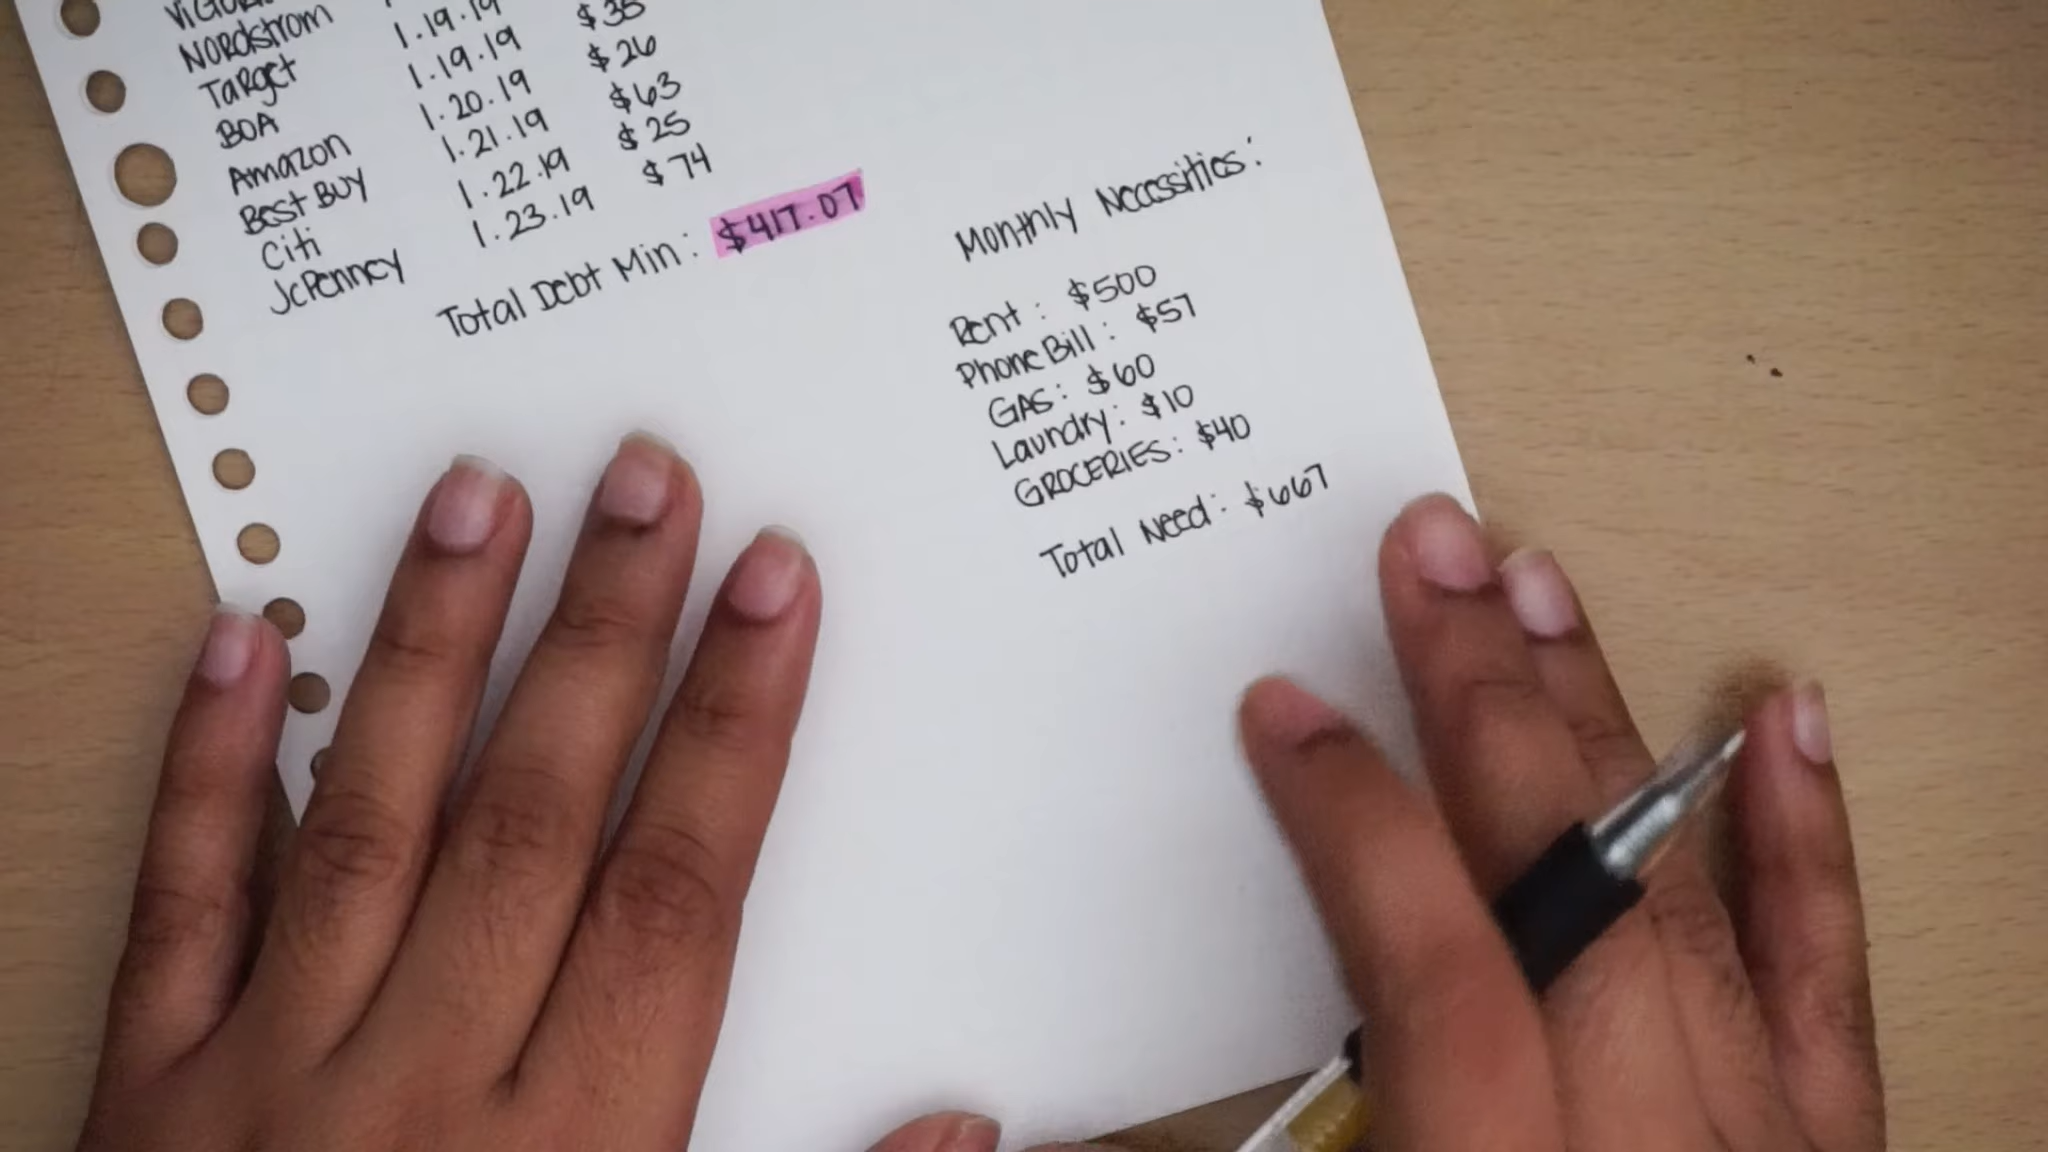 Nordstrom
Target 1.19.19
BOA 1.19.19 $35
Amazon 1.20.19 $26
Best Buy 1.21.19 $63
Citi 1.22.19 $25
JcPenney 1.23.19 $74
Total Debt Min: $417.07
Monthly Necessities:
Rent: $500
Phone Bill: $57
GAS: $60
Laundry: $10
GROCERIES: $40
Total Need: $667